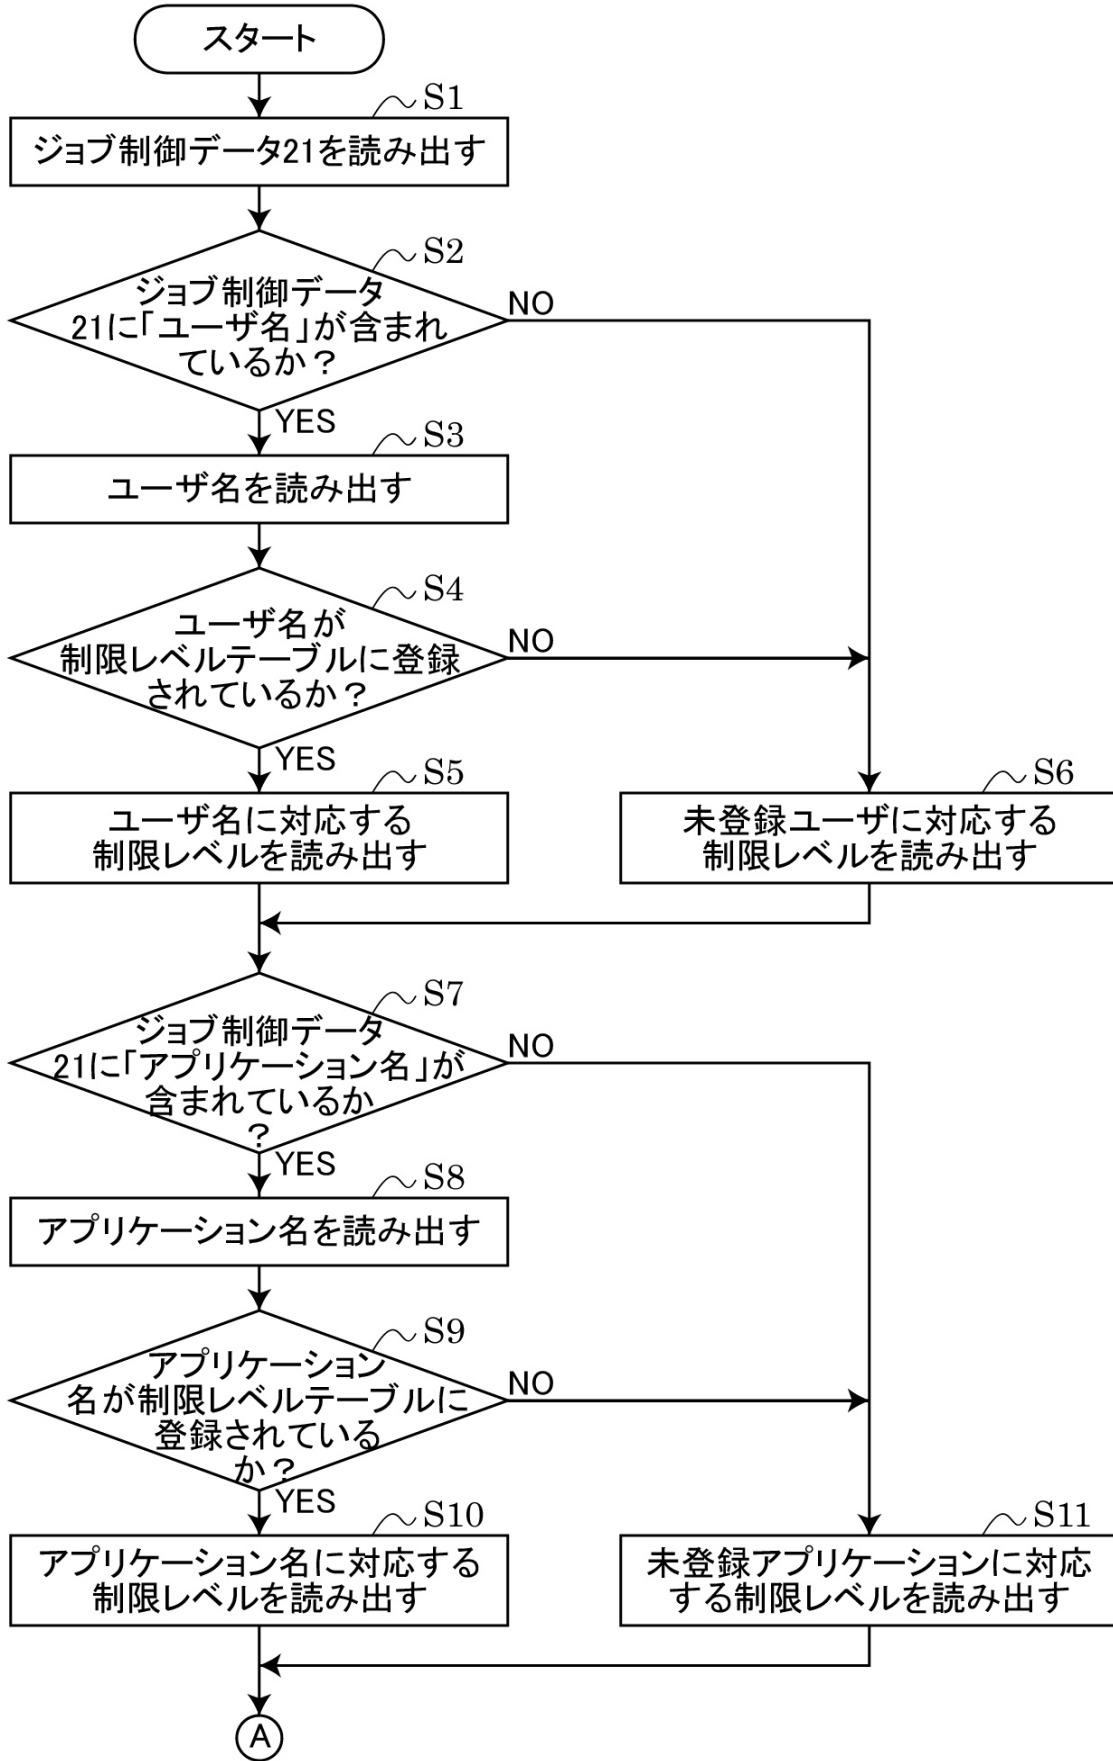 スタート
S1
ジョブ制御データ21を読み出す
S2
ジョブ制御データ
21に「ユーザ名」が含まれ
ているか？
NO
YES
S3
ユーザ名を読み出す
S4
ユーザ名が
制限レベルテーブルに登録
されているか？
NO
YES
S5
ユーザ名に対応する
制限レベルを読み出す
S6
未登録ユーザに対応する
制限レベルを読み出す
S7
ジョブ制御データ
21に「アプリケーション名」が
含まれているか
？
NO
YES
S8
アプリケーション名を読み出す
S9
アプリケーション
名が制限レベルテーブルに
登録されている
か？
NO
YES
S10
アプリケーション名に対応する
制限レベルを読み出す
S11
未登録アプリケーションに対応
する制限レベルを読み出す
A